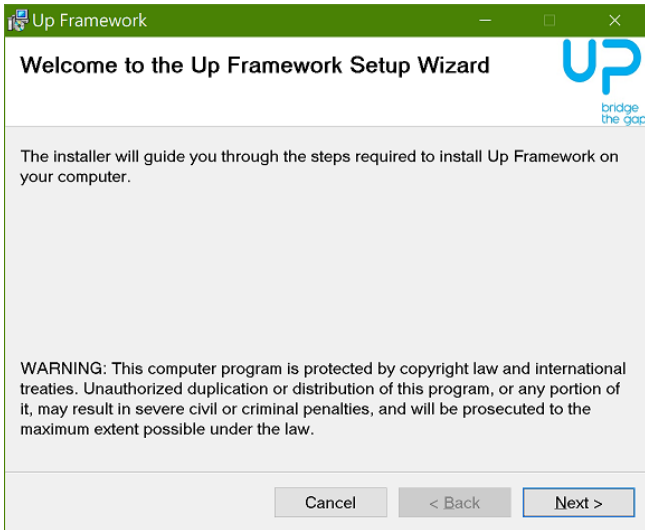 Up Framework
Welcome to the Up Framework Setup Wizard
UP
bridge
the gap
The installer will guide you through the steps required to install Up Framework on
your computer.
WARNING: This computer program is protected by copyright law and international
treaties. Unauthorized duplication or distribution of this program, or any portion of
it, may result in severe civil or criminal penalties, and will be prosecuted to the
maximum extent possible under the law.
Cancel
< Back
Next >